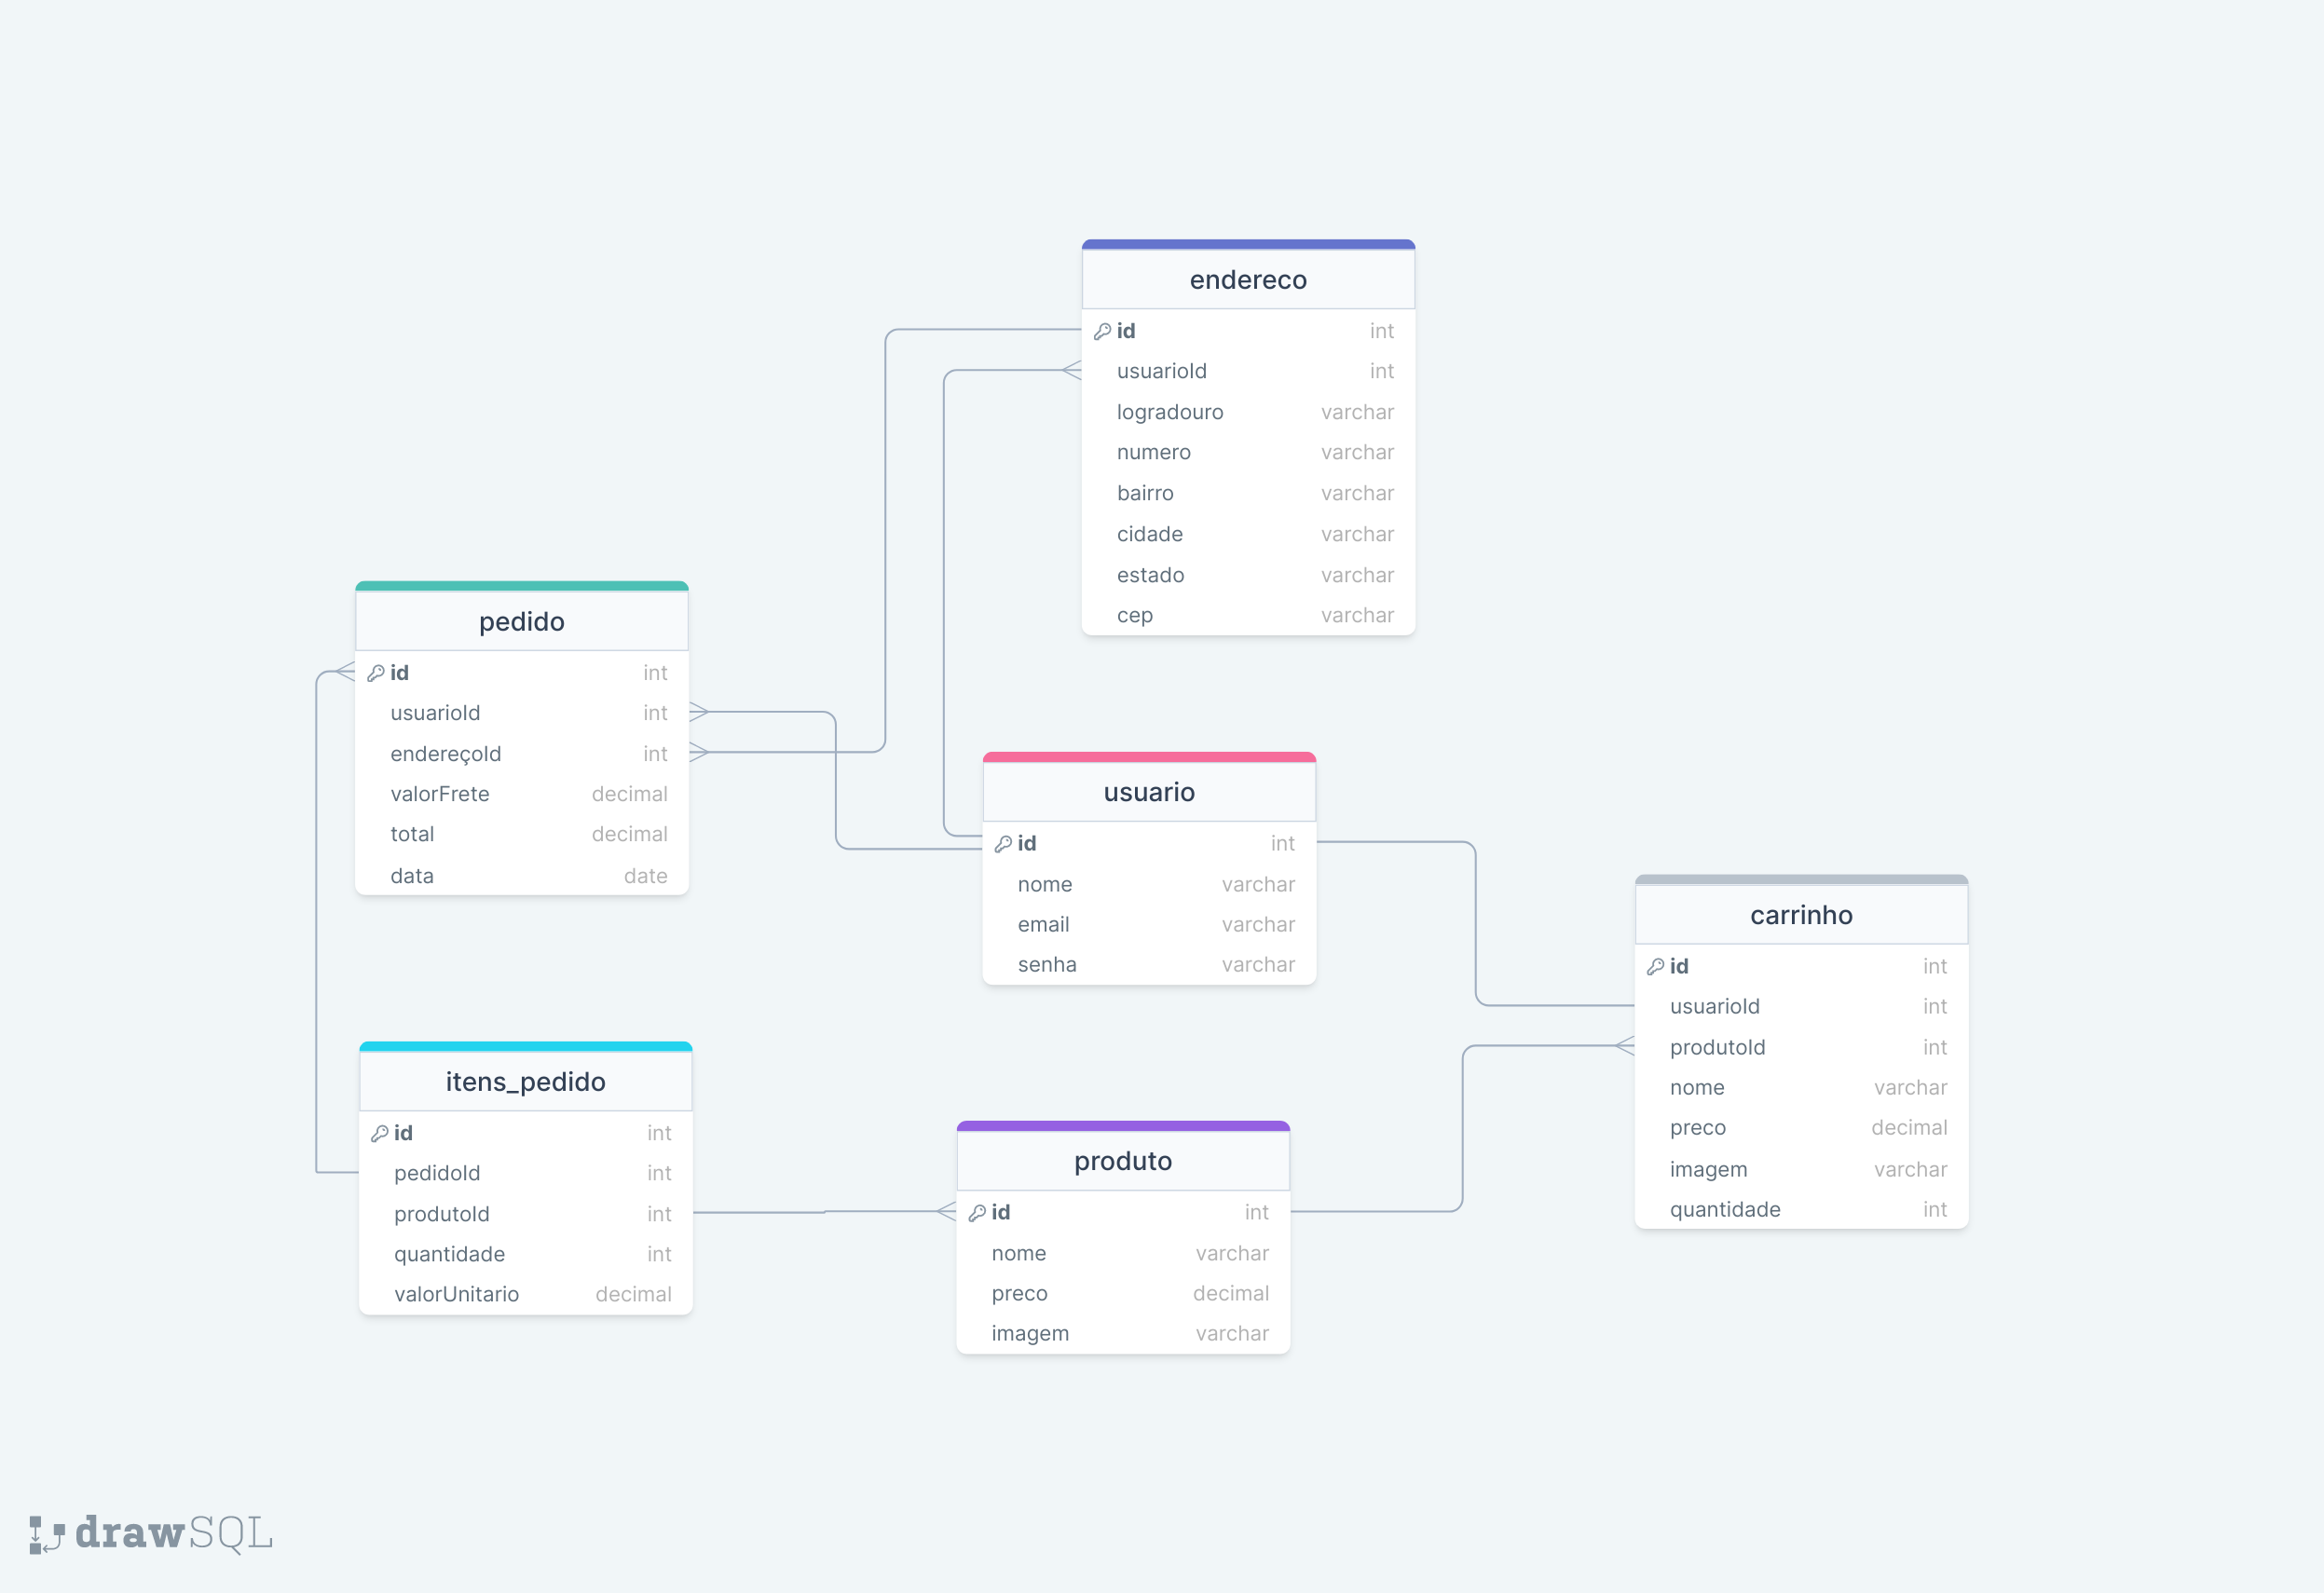 endereco
id int
usuarioId int
logradouro varchar
numero varchar
bairro varchar
cidade varchar
estado varchar
cep varchar
pedido
id int
usuarioId int
endereçoId int
valorFrete decimal
total decimal
data date
usuario
id int
nome varchar
email varchar
senha varchar
carrinho
id int
usuarioId int
produtoId int
nome varchar
preco decimal
imagem varchar
quantidade int
itens_pedido
id int
pedidoId int
produtoId int
quantidade int
valorUnitario decimal
produto
id int
nome varchar
preco decimal
imagem varchar
drawSQL